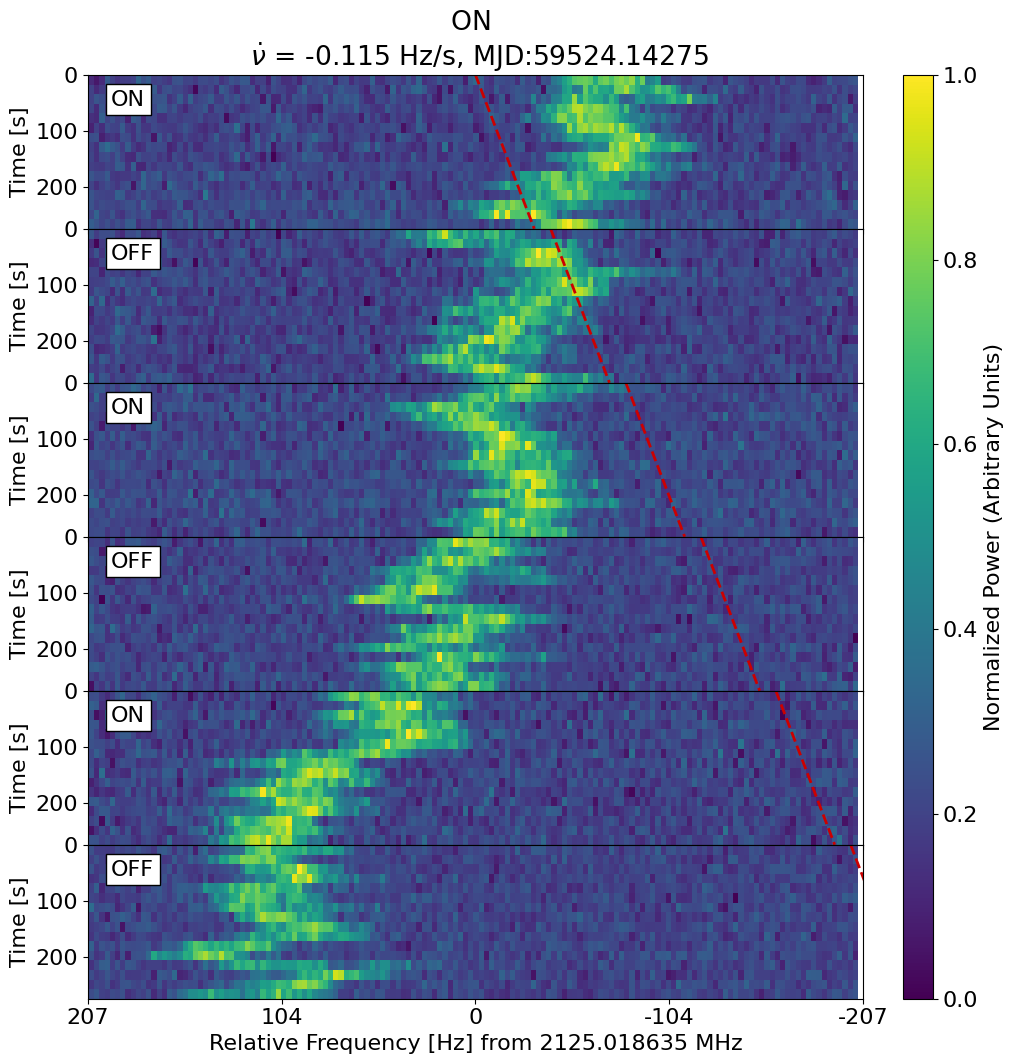 ON
ν̇ = -0.115 Hz/s, MJD:59524.14275
0
ON
100
200
Time [s]
0
OFF
100
200
Time [s]
0
ON
100
200
Time [s]
0
OFF
100
200
Time [s]
0
ON
100
200
Time [s]
0
OFF
100
200
Time [s]
207 104 0 -104 -207
Relative Frequency [Hz] from 2125.018635 MHz
1.0
0.8
0.6
0.4
0.2
0.0
Normalized Power (Arbitrary Units)